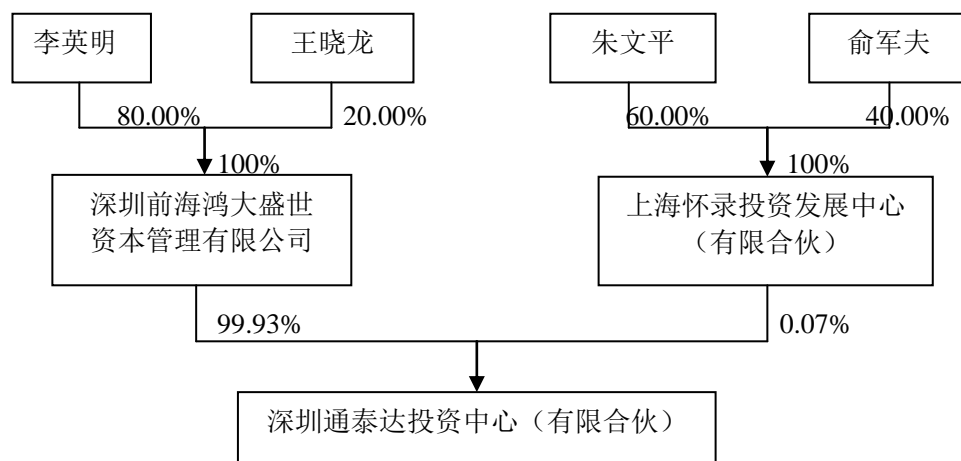 李英明
王晓龙
朱文平
俞军夫
80.00%
20.00%
60.00%
40.00%
100%
100%
深圳前海鸿大盛世
资本管理有限公司
上海怀录投资发展中心
（有限合伙）
99.93%
0.07%
深圳通泰达投资中心（有限合伙）